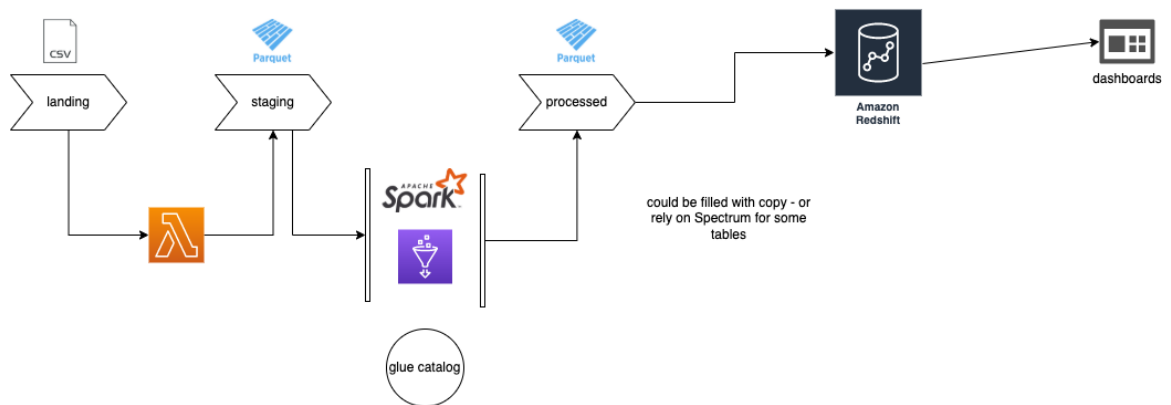 CSV
Parquet
Parquet
landing
staging
processed
dashboards
Amazon
Redshift
APACHE
Spark
TM
could be filled with copy - or
rely on Spectrum for some
tables
glue catalog